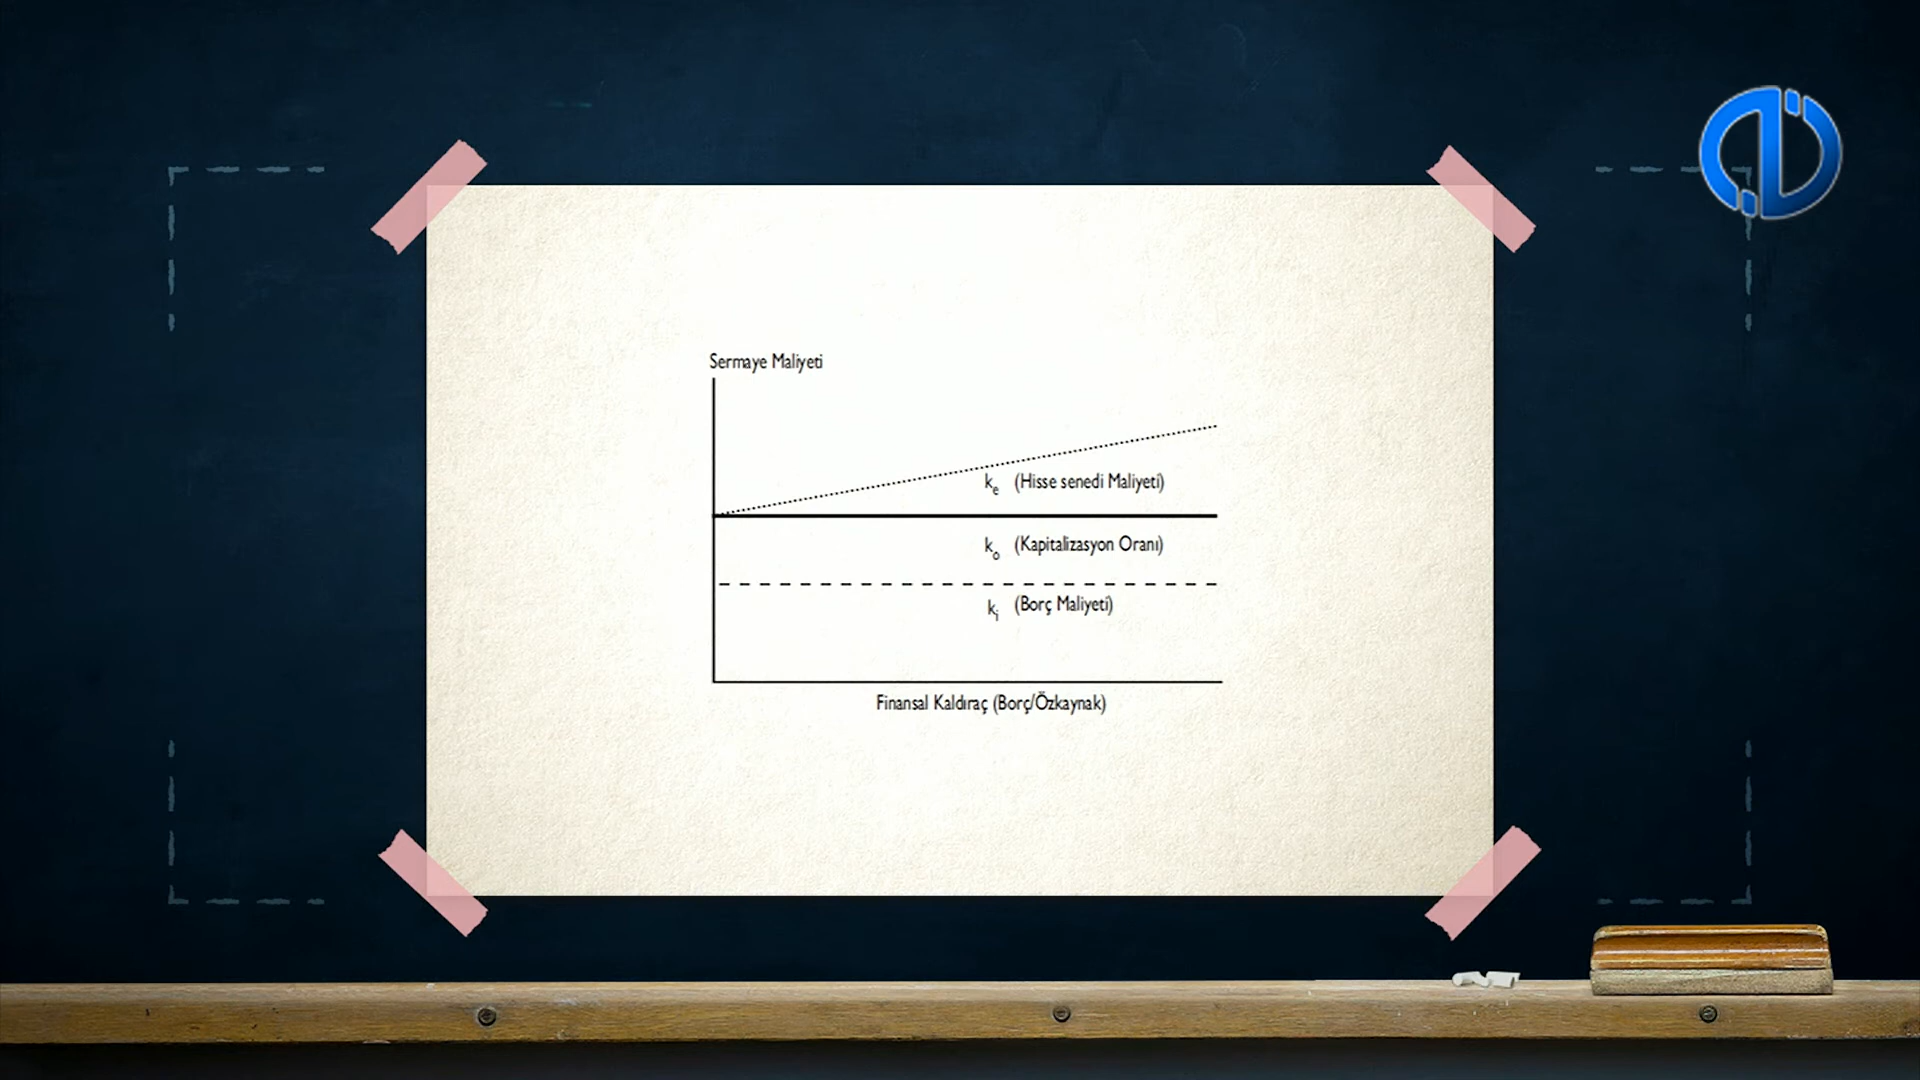 Sermaye Maliyeti
ke (Hisse senedi Maliyeti)
ko (Kapitalizasyon Oranı)
ki (Borç Maliyeti)
Finansal Kaldıraç (Borç/Özkaynak)